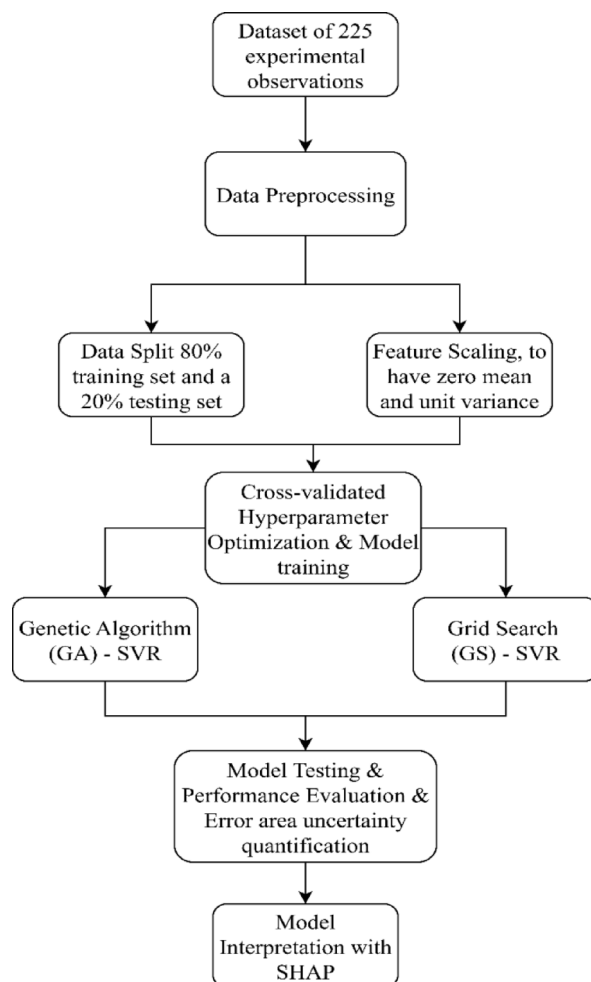 Dataset of 225
experimental
observations
Data Preprocessing
Data Split 80%
training set and a
20% testing set
Feature Scaling, to
have zero mean
and unit variance
Cross-validated
Hyperparameter
Optimization & Model
training
Genetic Algorithm
(GA) - SVR
Grid Search
(GS) - SVR
Model Testing &
Performance Evaluation &
Error area uncertainty
quantification
Model
Interpretation with
SHAP